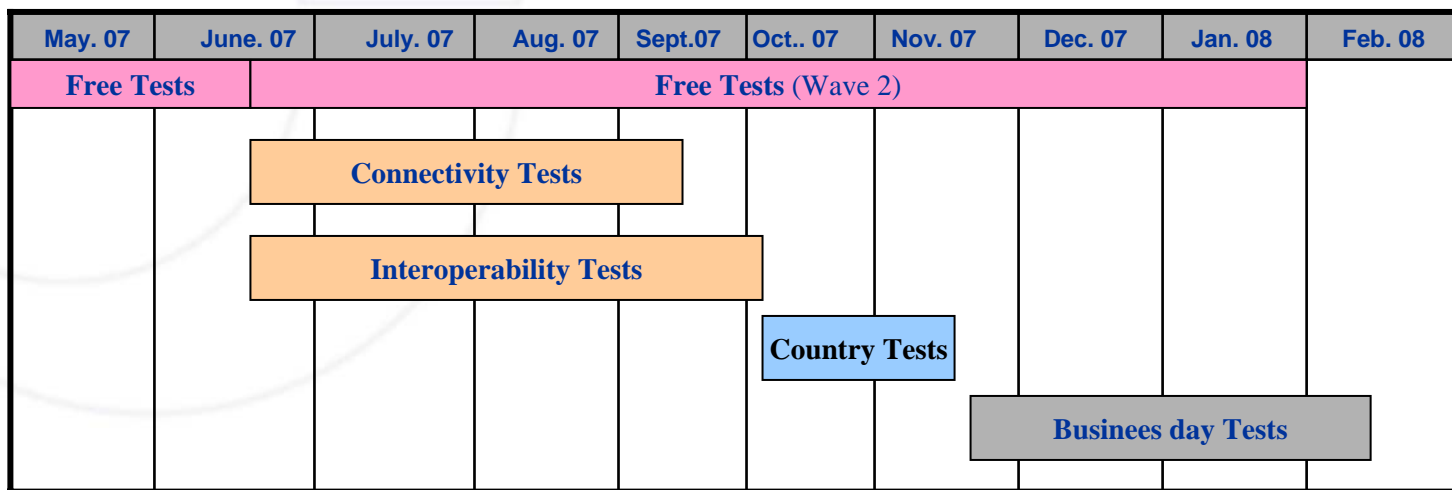 May. 07 June. 07 July. 07 Aug. 07 Sept.07 Oct.. 07 Nov. 07 Dec. 07 Jan. 08 Feb. 08
Free Tests Free Tests (Wave 2)
Connectivity Tests
Interoperability Tests
Country Tests
Businees day Tests